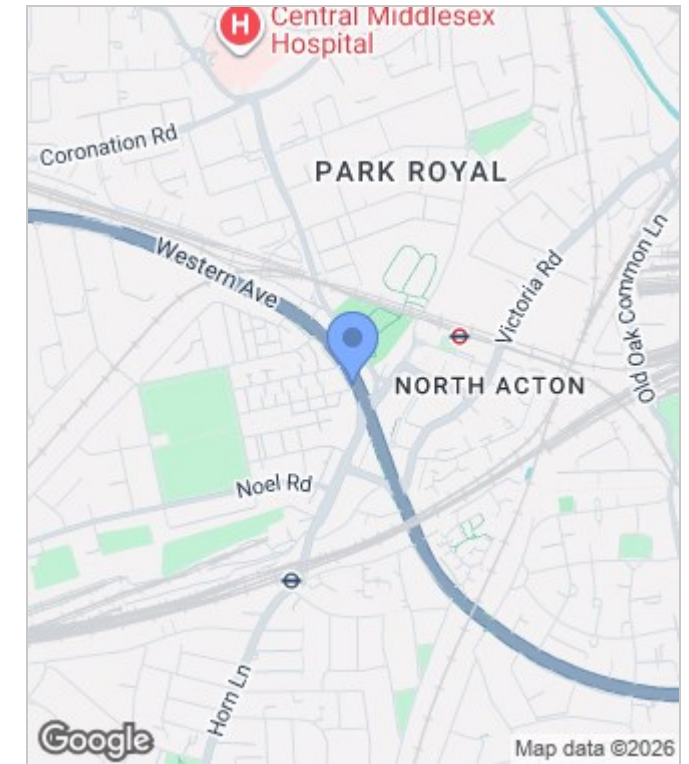 H
Central Middlesex
Hospital
Coronation Rd
PARK ROYAL
Western Ave
Victoria Rd
Old Oak Common Ln
NORTH ACTON
Noel Rd
Horn Ln
Google
Map data ©2026